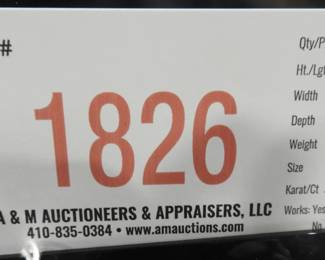 #
1826
A & M AUCTIONEERS & APPRAISERS, LLC
410-835-0384 • www.amauctions.com
Qty/P
Ht./Lgt
Width
Depth
Weight
Size
Karat/Ct
Works: Yes
No